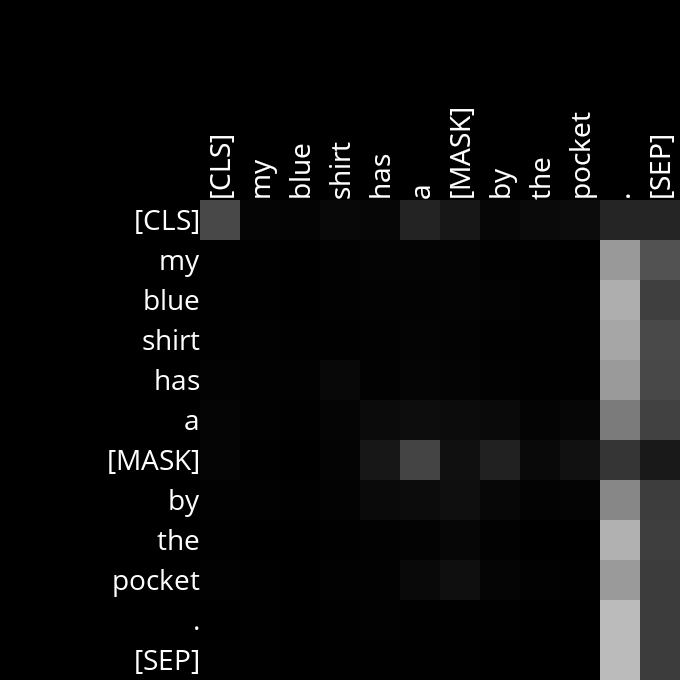 [CLS] my blue shirt has a [MASK] by the pocket . [SEP]
[CLS]
my
blue
shirt
has
a
[MASK]
by
the
pocket
.
[SEP]